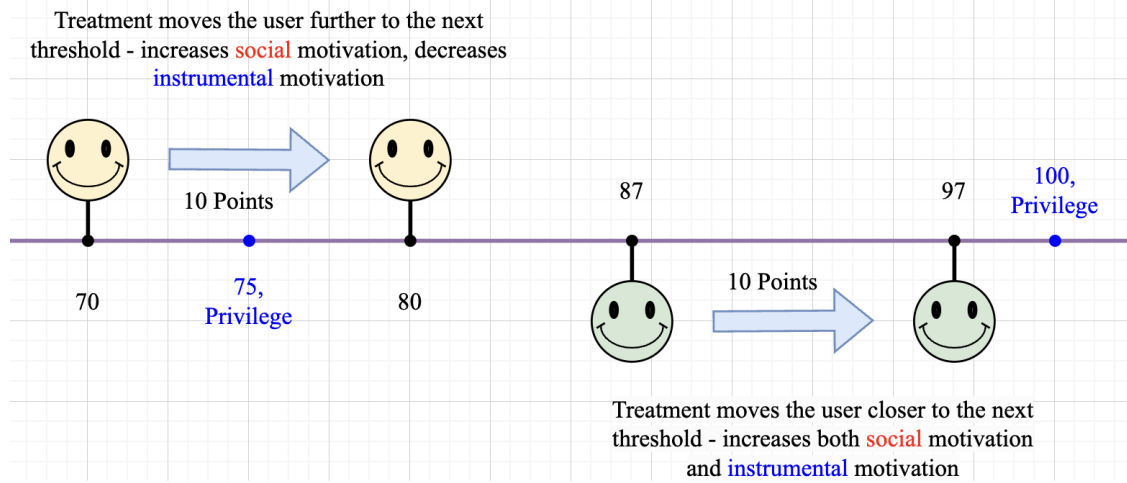 Treatment moves the user further to the next
threshold - increases social motivation, decreases
instrumental motivation
10 Points
70
75,
Privilege
80
87
97
100,
Privilege
10 Points
Treatment moves the user closer to the next
threshold - increases both social motivation
and instrumental motivation